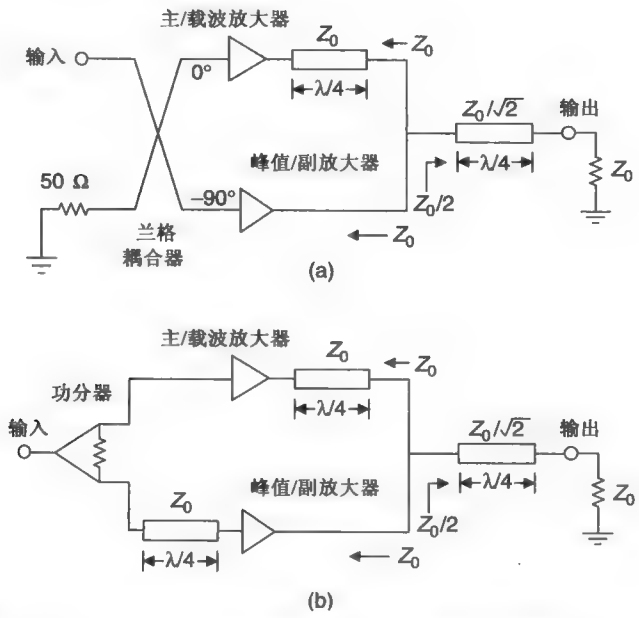 主/载波放大器
Z₀
Z₀
输入
0°
λ/4
Z₀/√2
输出
峰值/副放大器
λ/4
50 Ω
−90°
Z₀/2
Z₀
兰格
耦合器
Z₀
(a)
主/载波放大器
Z₀
Z₀
功分器
λ/4
Z₀/√2
输出
输入
峰值/副放大器
λ/4
Z₀
Z₀/2
Z₀
Z₀
λ/4
(b)